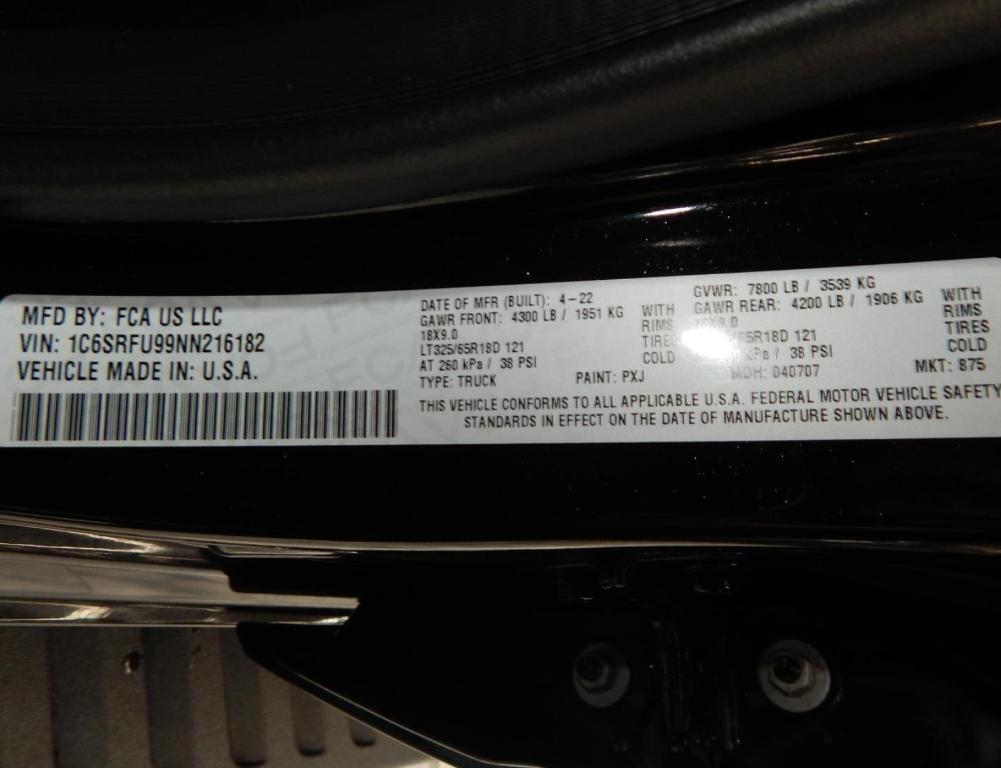 MFD BY: FCA US LLC
VIN: 1C6SRFU99NN216182
VEHICLE MADE IN: U.S.A.
DATE OF MFR (BUILT): 4-22
GAWR FRONT: 4300 LB / 1951 KG WITH
18X9.0 RIMS
LT325/65R18D 121 TIRES
AT 260 kPa / 38 PSI COLD
GVWR: 7800 LB / 3539 KG
GAWR REAR: 4200 LB / 1906 KG WITH
RIMS
TIRES
kPa / 38 PSI COLD
TYPE: TRUCK PAINT: PXJ MDH: 040707 MKT: 875
THIS VEHICLE CONFORMS TO ALL APPLICABLE U.S.A. FEDERAL MOTOR VEHICLE SAFETY
STANDARDS IN EFFECT ON THE DATE OF MANUFACTURE SHOWN ABOVE.